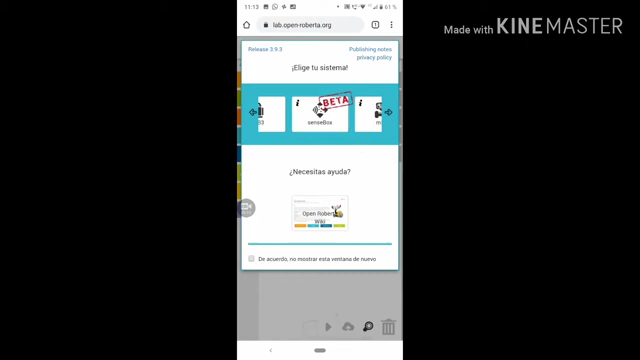 11:13
61 %
Made with KINEMASTER
lab.open-roberta.org
Release 3.9.3
Publishing notes
privacy policy
¡Elige tu sistema!
BETA
senseBox
¿Necesitas ayuda?
Open Roberta
Wiki
De acuerdo, no mostrar esta ventana de nuevo